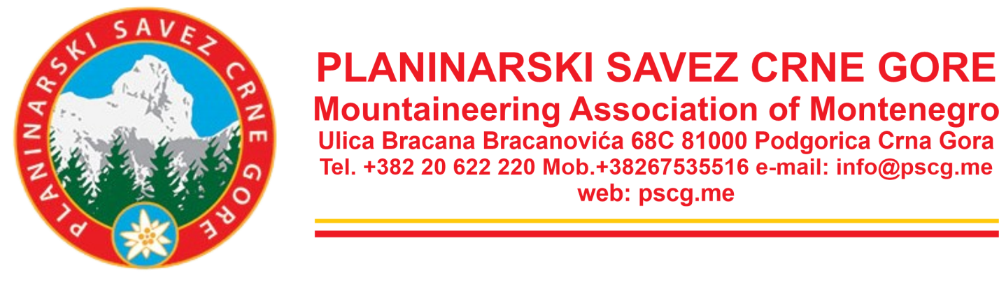 PLANINARSKI SAVEZ CRNE GORE
PLANINARSKI SAVEZ CRNE GORE
Mountaineering Association of Montenegro
Ulica Bracana Bracanovića 68C 81000 Podgorica Crna Gora
Tel. +382 20 622 220 Mob.+38267535516 e-mail: info@pscg.me
web: pscg.me